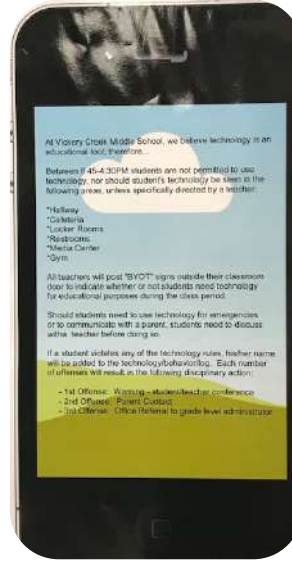 At Vickery Creek Middle School, we believe technology is an
educational tool; therefore...
Between 8:45-4:30PM students are not permitted to use
technology, nor should student's technology be seen in the
following areas, unless specifically directed by a teacher:
*Hallway
*Cafeteria
*Locker Rooms
*Restrooms
*Media Center
*Gym
All teachers will post "BYOT" signs outside their classroom
door to indicate whether or not students need technology
for educational purposes during the class period.
Should students need to use technology for emergencies
or to communicate with a parent, students need to discuss
with a teacher before doing so.
If a student violates any of the technology rules, his/her name
will be added to the technology/behavior/log. Each number
of offenses will result in the following disciplinary action:
- 1st Offense: Warning - student/teacher conference
- 2nd Offense: Parent Contact
- 3rd Offense: Office Referral to grade level administrator